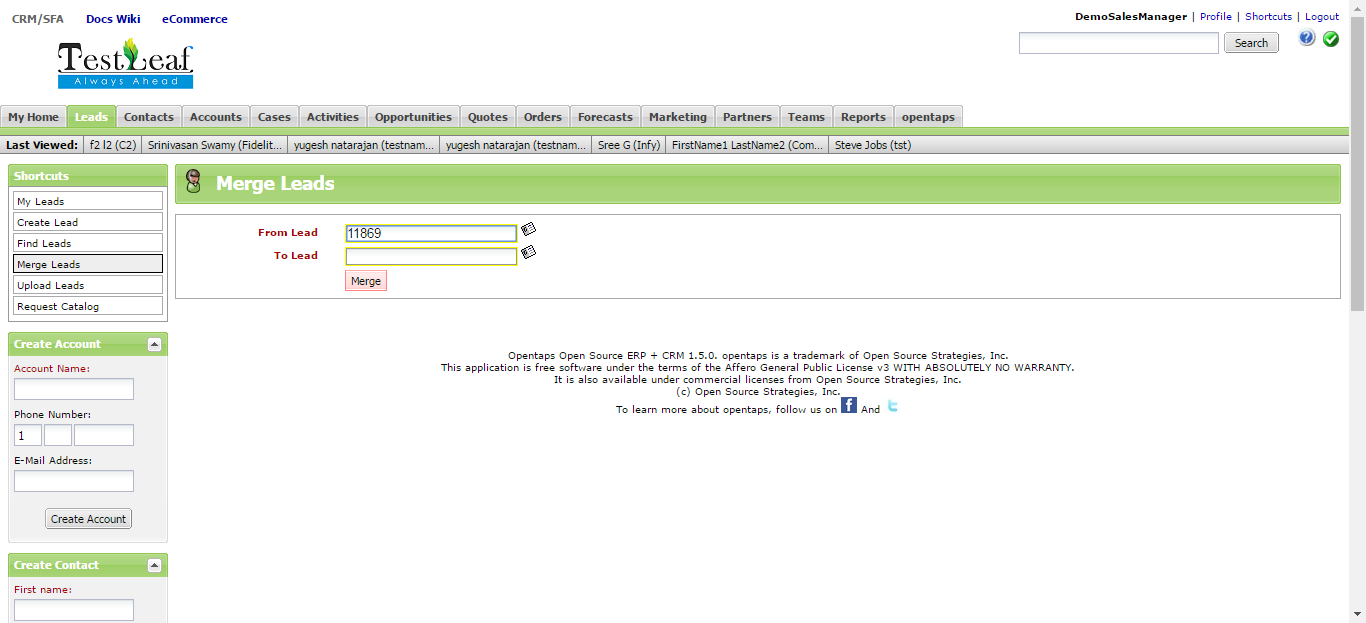 CRM/SFA Docs Wiki eCommerce
DemoSalesManager | Profile | Shortcuts | Logout
TestLeaf
Always Ahead
Search
My Home Leads Contacts Accounts Cases Activities Opportunities Quotes Orders Forecasts Marketing Partners Teams Reports opentaps
Last Viewed: f2 l2 (C2) Srinivasan Swamy (Fidelit... yugesh natarajan (testnam... yugesh natarajan (testnam... Sree G (Infy) FirstName1 LastName2 (Com... Steve Jobs (tst)
Shortcuts
My Leads
Create Lead
Find Leads
Merge Leads
Upload Leads
Request Catalog
Merge Leads
From Lead 11869
To Lead
Merge
Create Account
Account Name:
Phone Number:
1
E-Mail Address:
Create Account
Create Contact
First name:
Opentaps Open Source ERP + CRM 1.5.0. opentaps is a trademark of Open Source Strategies, Inc.
This application is free software under the terms of the Affero General Public License v3 WITH ABSOLUTELY NO WARRANTY.
It is also available under commercial licenses from Open Source Strategies, Inc.
(c) Open Source Strategies, Inc.
To learn more about opentaps, follow us on f And t